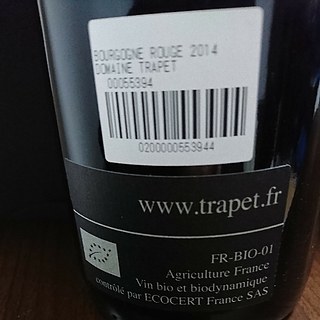 BOURGOGNE ROUGE 2014
DOMAINE TRAPET
00055394
0200000553944
www.trapet.fr
FR-BIO-01
Agriculture France
Vin bio et biodynamique
contrôlé par ECOCERT France SAS